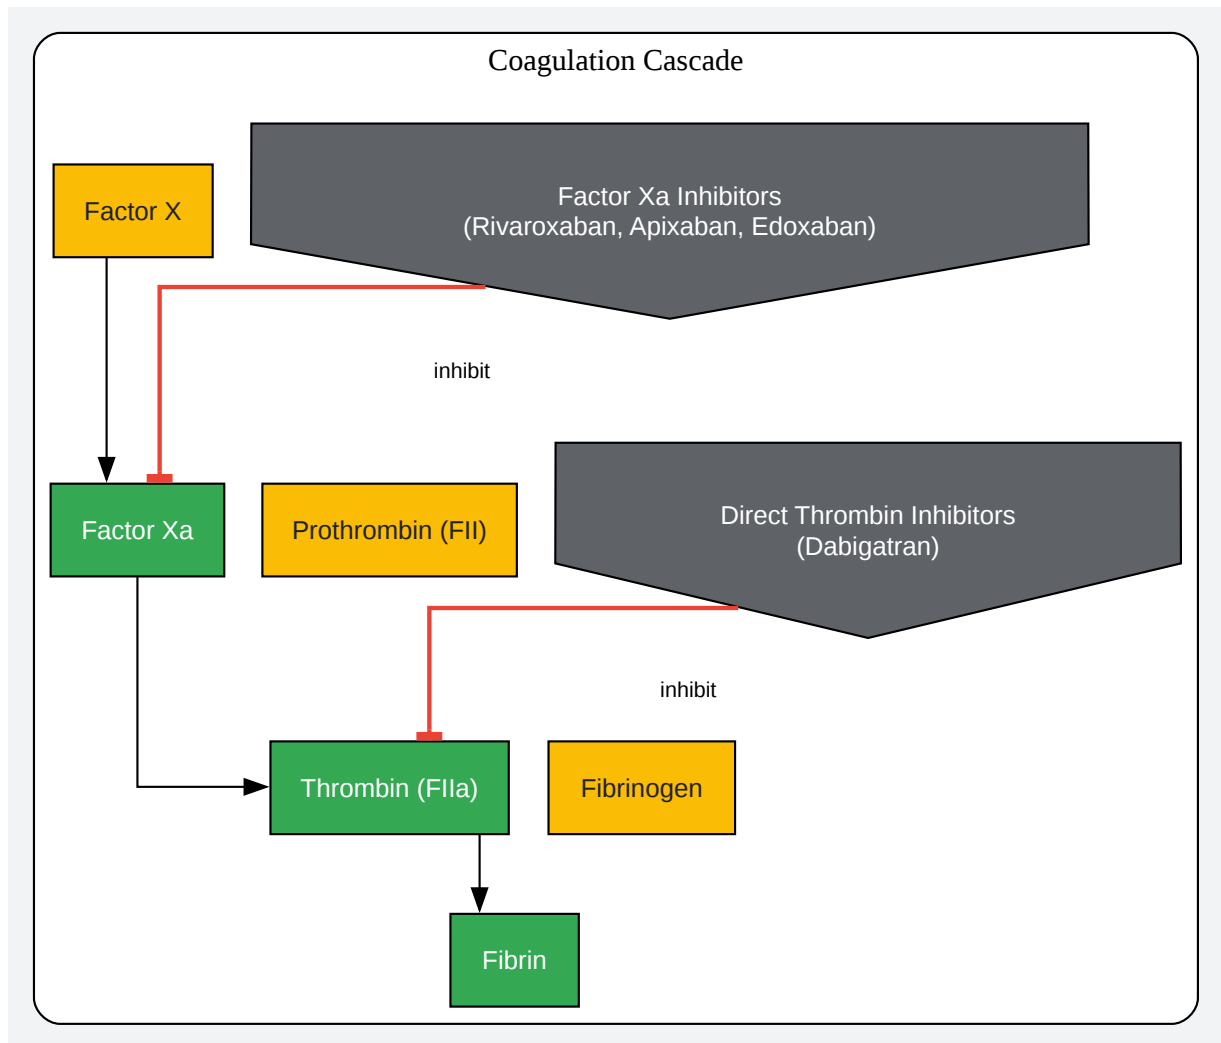 Coagulation Cascade
Factor X
Factor Xa Inhibitors
(Rivaroxaban, Apixaban, Edoxaban)
inhibit
Factor Xa
Prothrombin (FII)
Direct Thrombin Inhibitors
(Dabigatran)
inhibit
Thrombin (FIIa)
Fibrinogen
Fibrin